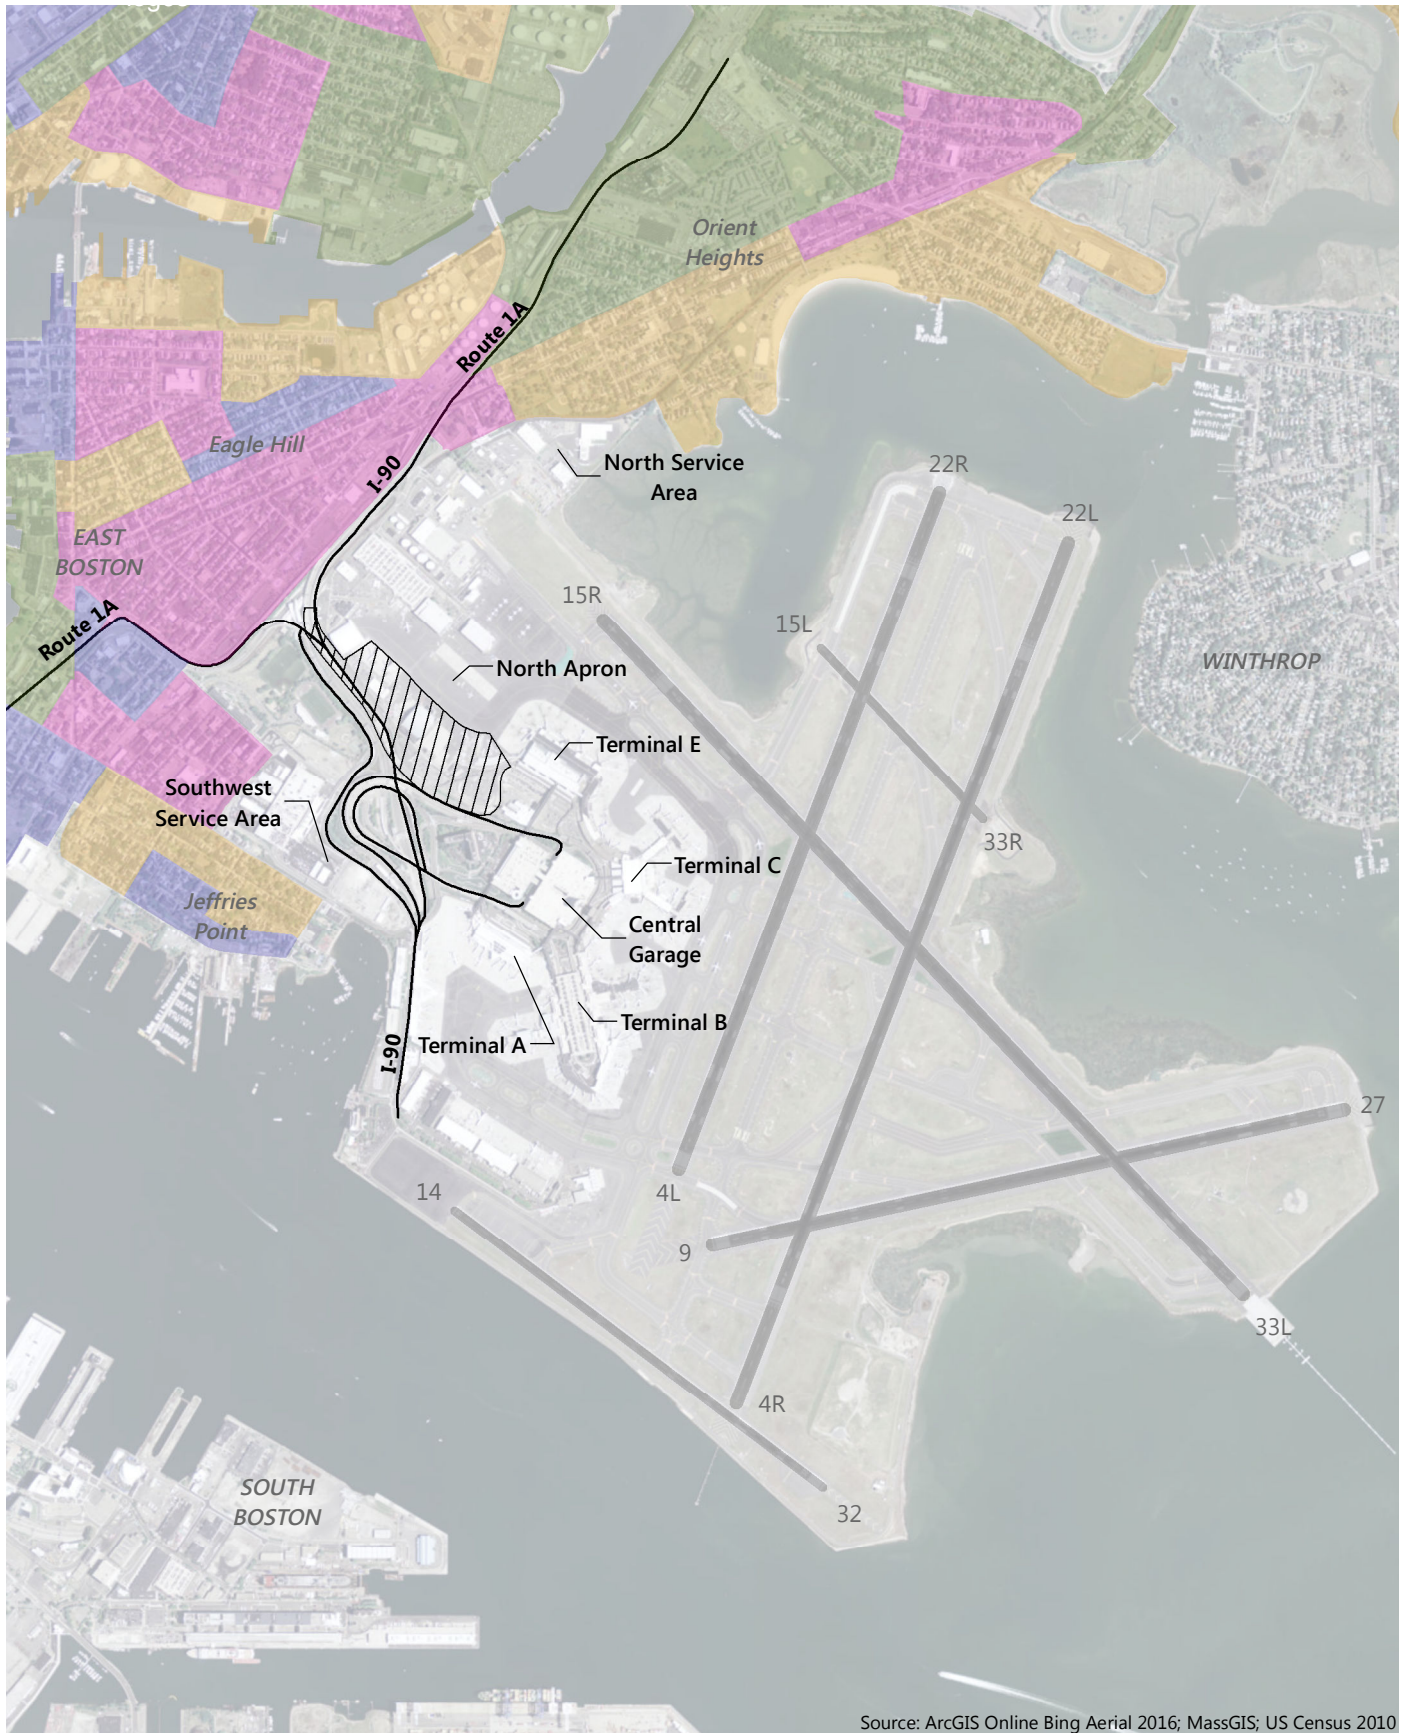 Orient
Heights
Route 1A
Eagle Hill
I-90
North Service
Area
22R
22L
EAST
BOSTON
15R
15L
Route 1A
WINTHROP
North Apron
Terminal E
Southwest
Service Area
33R
Terminal C
Jeffries
Point
Central
Garage
Terminal B
I-90
Terminal A
27
14
4L
9
33L
4R
SOUTH
BOSTON
32
Source: ArcGIS Online Bing Aerial 2016; MassGIS; US Census 2010